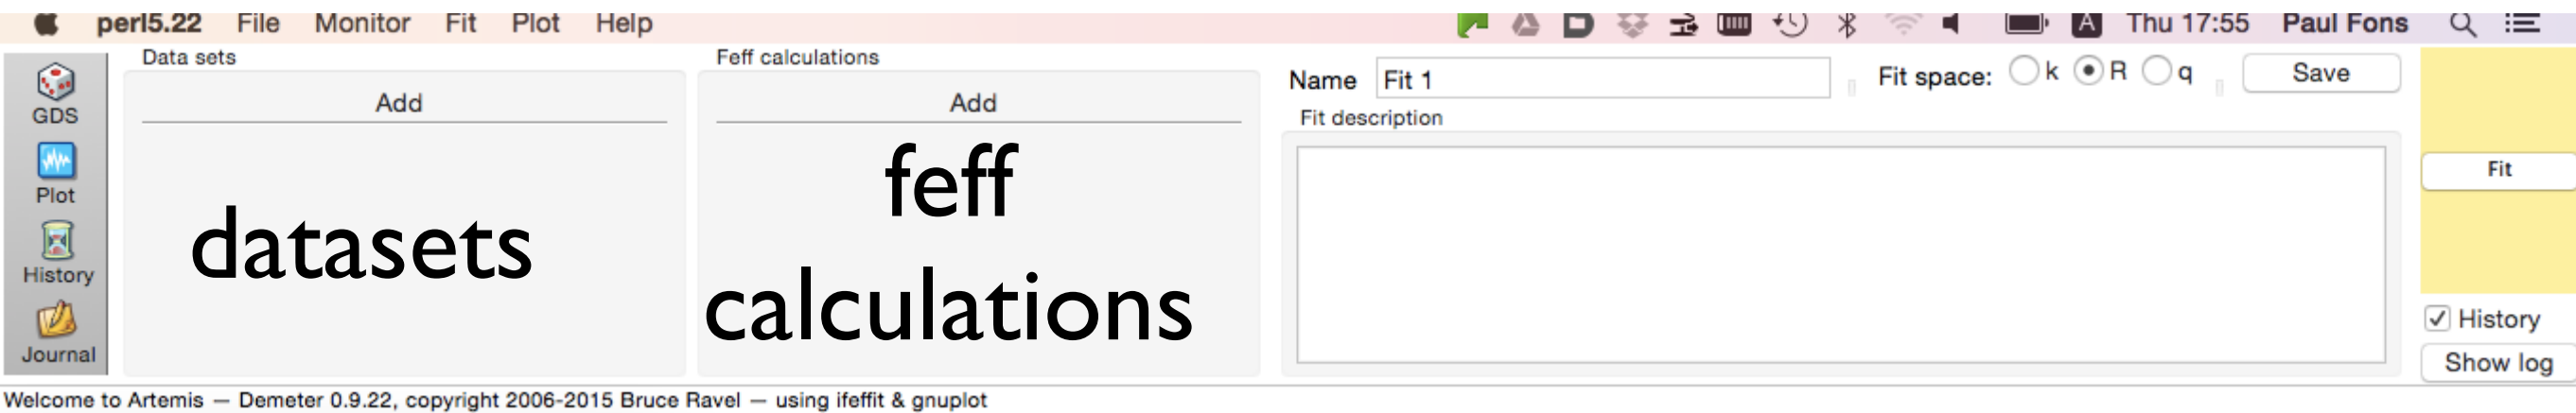 perl5.22 File Monitor Fit Plot Help A Thu 17:55 Paul Fons
GDS
Plot
History
Journal
Data sets
Add
datasets
Feff calculations
Add
feff
calculations
Name Fit 1 Fit space: k R q Save
Fit description
Fit
History
Show log
Welcome to Artemis — Demeter 0.9.22, copyright 2006-2015 Bruce Ravel — using ifeffit & gnuplot